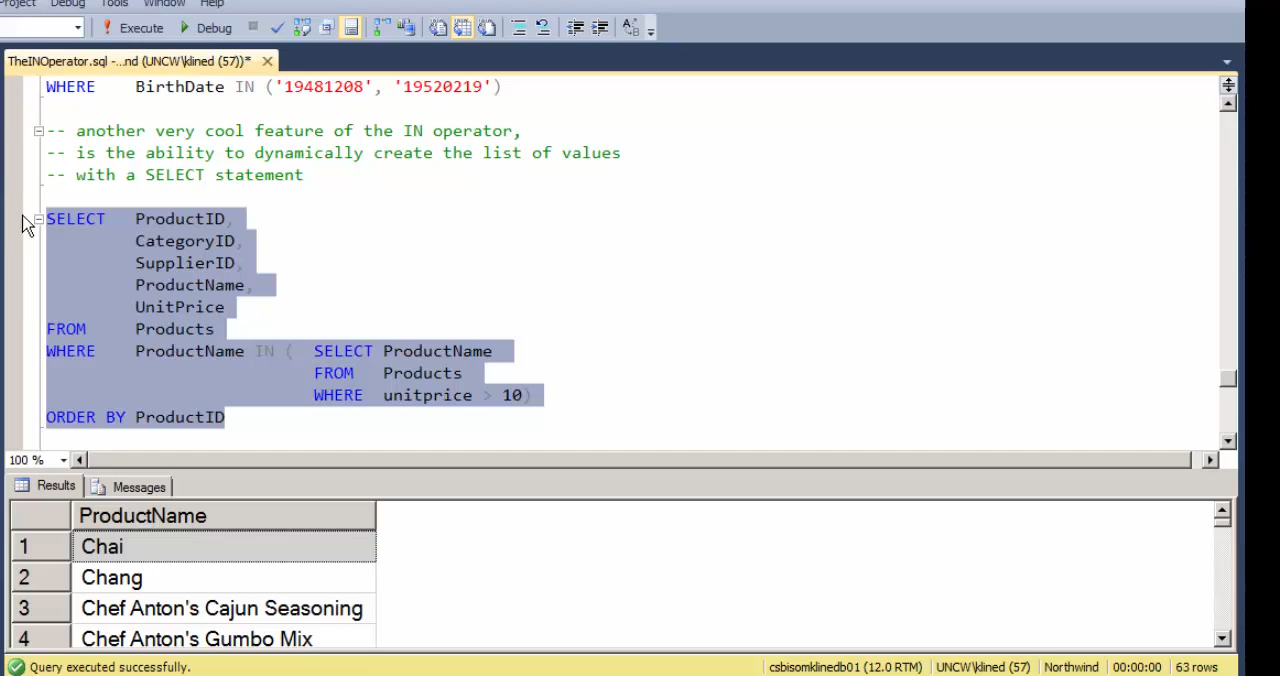 Project Debug Tools Window Help
Execute Debug
TheINOperator.sql -...nd (UNCW\klined (57))*
WHERE BirthDate IN ('19481208', '19520219')
-- another very cool feature of the IN operator,
-- is the ability to dynamically create the list of values
-- with a SELECT statement
SELECT ProductID,
CategoryID,
SupplierID,
ProductName,
UnitPrice
FROM Products
WHERE ProductName IN ( SELECT ProductName
FROM Products
WHERE unitprice > 10)
ORDER BY ProductID
100 %
Results Messages
ProductName
1 Chai
2 Chang
3 Chef Anton's Cajun Seasoning
4 Chef Anton's Gumbo Mix
Query executed successfully. csbisomklinedb01 (12.0 RTM) UNCW\klined (57) Northwind 00:00:00 63 rows